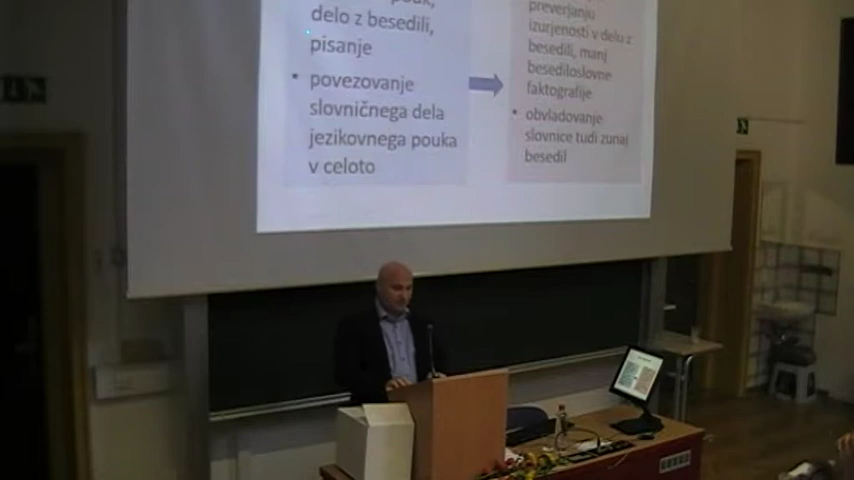 delo z besedili,
pisanje
• povezovanje
slovničnega dela
jezikovnega pouka
v celoto
preverjanju
izurjenosti v delu z
besedili, manj
besediloslovne
faktografije
• obvladovanje
slovnice tudi zunaj
besedil